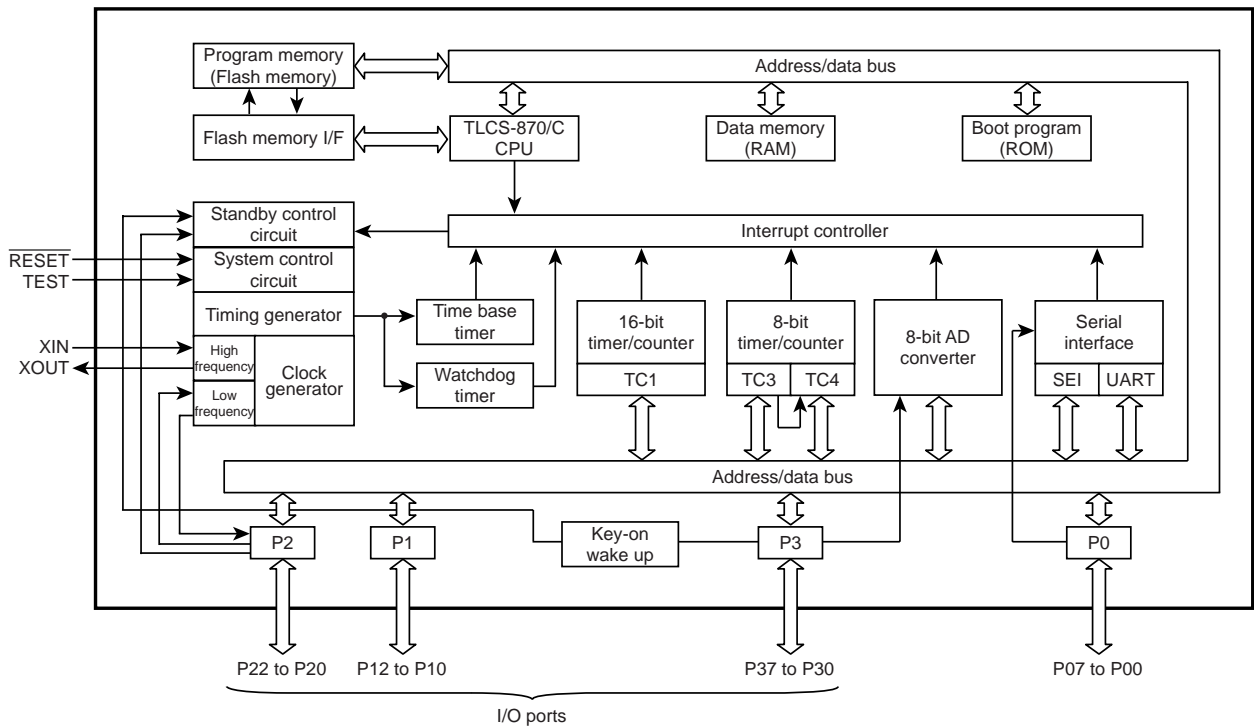 Program memory
(Flash memory)
Address/data bus
Flash memory I/F
TLCS-870/C
CPU
Data memory
(RAM)
Boot program
(ROM)
Standby control
circuit
Interrupt controller
RESET
TEST
System control
circuit
Timing generator
Time base
timer
16-bit
timer/counter
8-bit
timer/counter
8-bit AD
converter
Serial
interface
XIN
XOUT
High
frequency
Clock
generator
Low
frequency
Watchdog
timer
TC1
TC3
TC4
SEI
UART
Address/data bus
P2
P1
Key-on
wake up
P3
P0
P22 to P20
P12 to P10
P37 to P30
P07 to P00
I/O ports